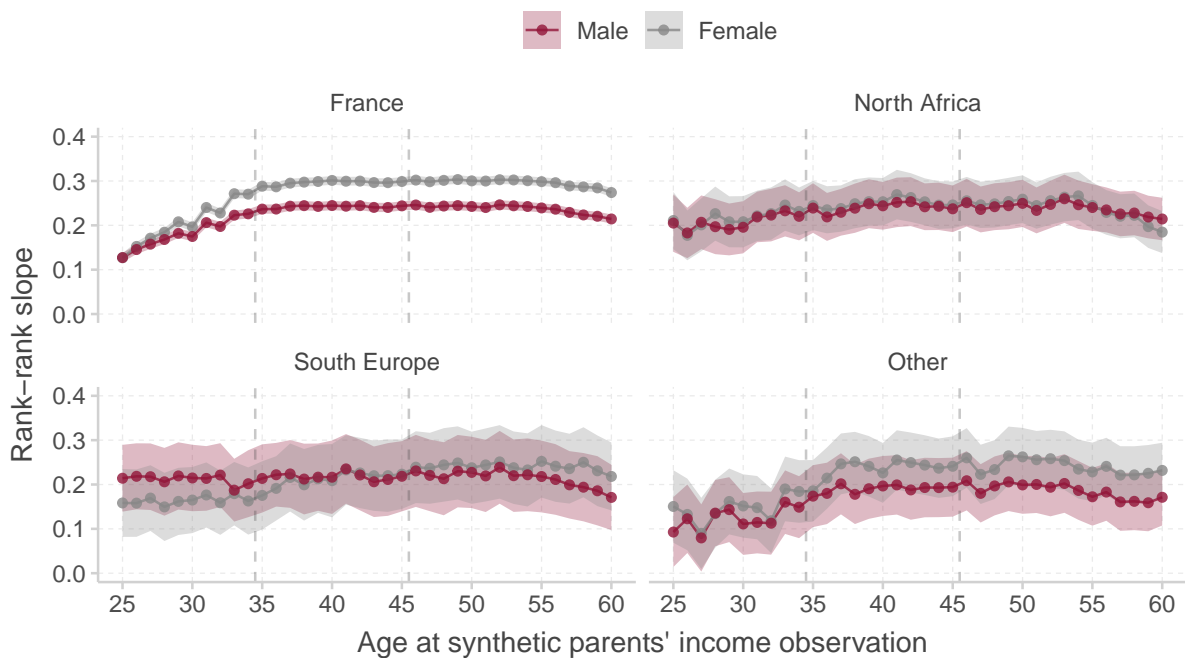 Male Female
France North Africa
0.4
0.3
0.2
0.1
0.0
South Europe Other
0.4
0.3
0.2
0.1
0.0
25 30 35 40 45 50 55 60 25 30 35 40 45 50 55 60
Rank−rank slope
Age at synthetic parents' income observation